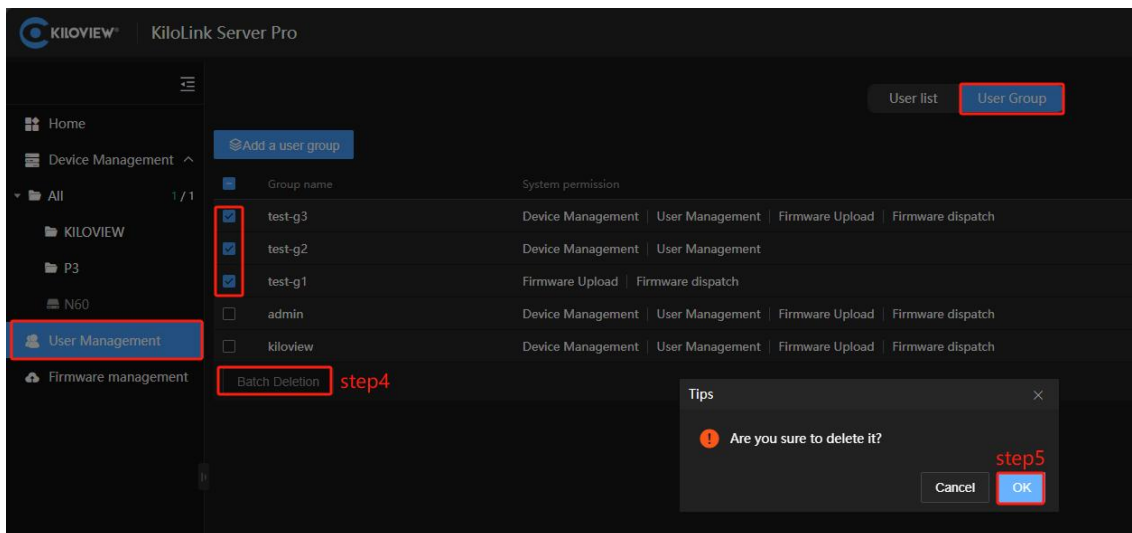 KILOVIEW® KiloLink Server Pro
User list User Group
Home
Add a user group
Device Management
Group name System permission
All 1/1
test-g3 Device Management User Management Firmware Upload Firmware dispatch
KILOVIEW
test-g2 Device Management User Management
P3
test-g1 Firmware Upload Firmware dispatch
N60
admin Device Management User Management Firmware Upload Firmware dispatch
User Management
kiloview Device Management User Management Firmware Upload Firmware dispatch
Firmware management
Batch Deletion step4
Tips
Are you sure to delete it?
step5
Cancel OK